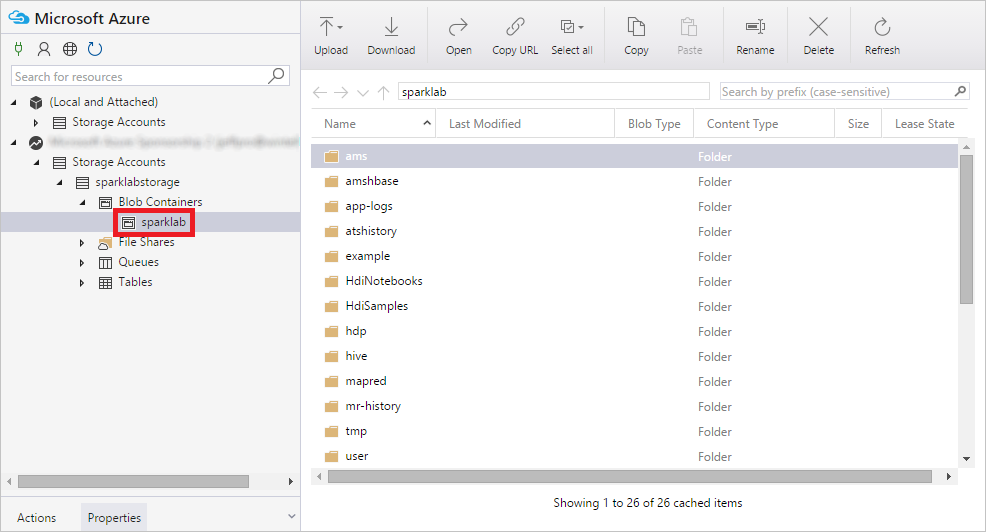 Microsoft Azure
Search for resources
(Local and Attached)
Storage Accounts
Storage Accounts
sparklabstorage
Blob Containers
sparklab
File Shares
Queues
Tables
Actions Properties
Upload Download Open Copy URL Select all Copy Paste Rename Delete Refresh
sparklab Search by prefix (case-sensitive)
Name Last Modified Blob Type Content Type Size Lease State
ams Folder
amshbase Folder
app-logs Folder
atshistory Folder
example Folder
HdiNotebooks Folder
HdiSamples Folder
hdp Folder
hive Folder
mapred Folder
mr-history Folder
tmp Folder
user Folder
Showing 1 to 26 of 26 cached items